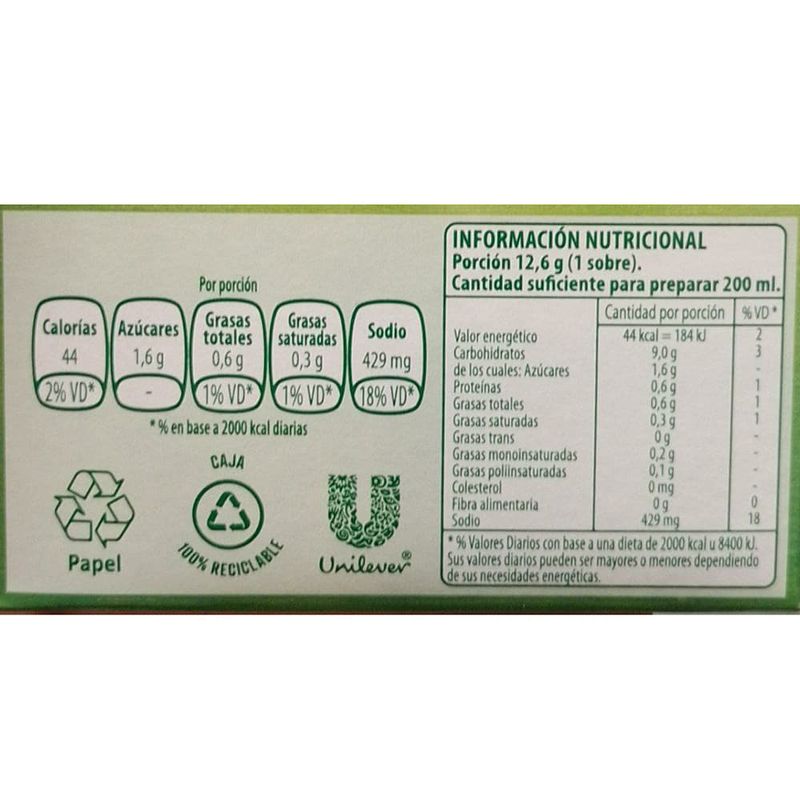 Por porción
Calorías
44
2% VD*
Azúcares
1,6 g
-
Grasas
totales
0,6 g
1% VD*
Grasas
saturadas
0,3 g
1% VD*
Sodio
429 mg
18% VD*
* % en base a 2000 kcal diarias
Papel
CAJA
100% RECICLABLE
Unilever®
INFORMACIÓN NUTRICIONAL
Porción 12,6 g (1 sobre).
Cantidad suficiente para preparar 200 ml.
Cantidad por porción % VD *
Valor energético 44 kcal = 184 kJ 2
Carbohidratos 9,0 g 3
de los cuales: Azúcares 1,6 g -
Proteínas 0,6 g 1
Grasas totales 0,6 g 1
Grasas saturadas 0,3 g 1
Grasas trans 0 g -
Grasas monoinsaturadas 0,2 g -
Grasas poliinsaturadas 0,1 g -
Colesterol 0 mg -
Fibra alimentaria 0 g 0
Sodio 429 mg 18
* % Valores Diarios con base a una dieta de 2000 kcal u 8400 kJ.
Sus valores diarios pueden ser mayores o menores dependiendo
de sus necesidades energéticas.